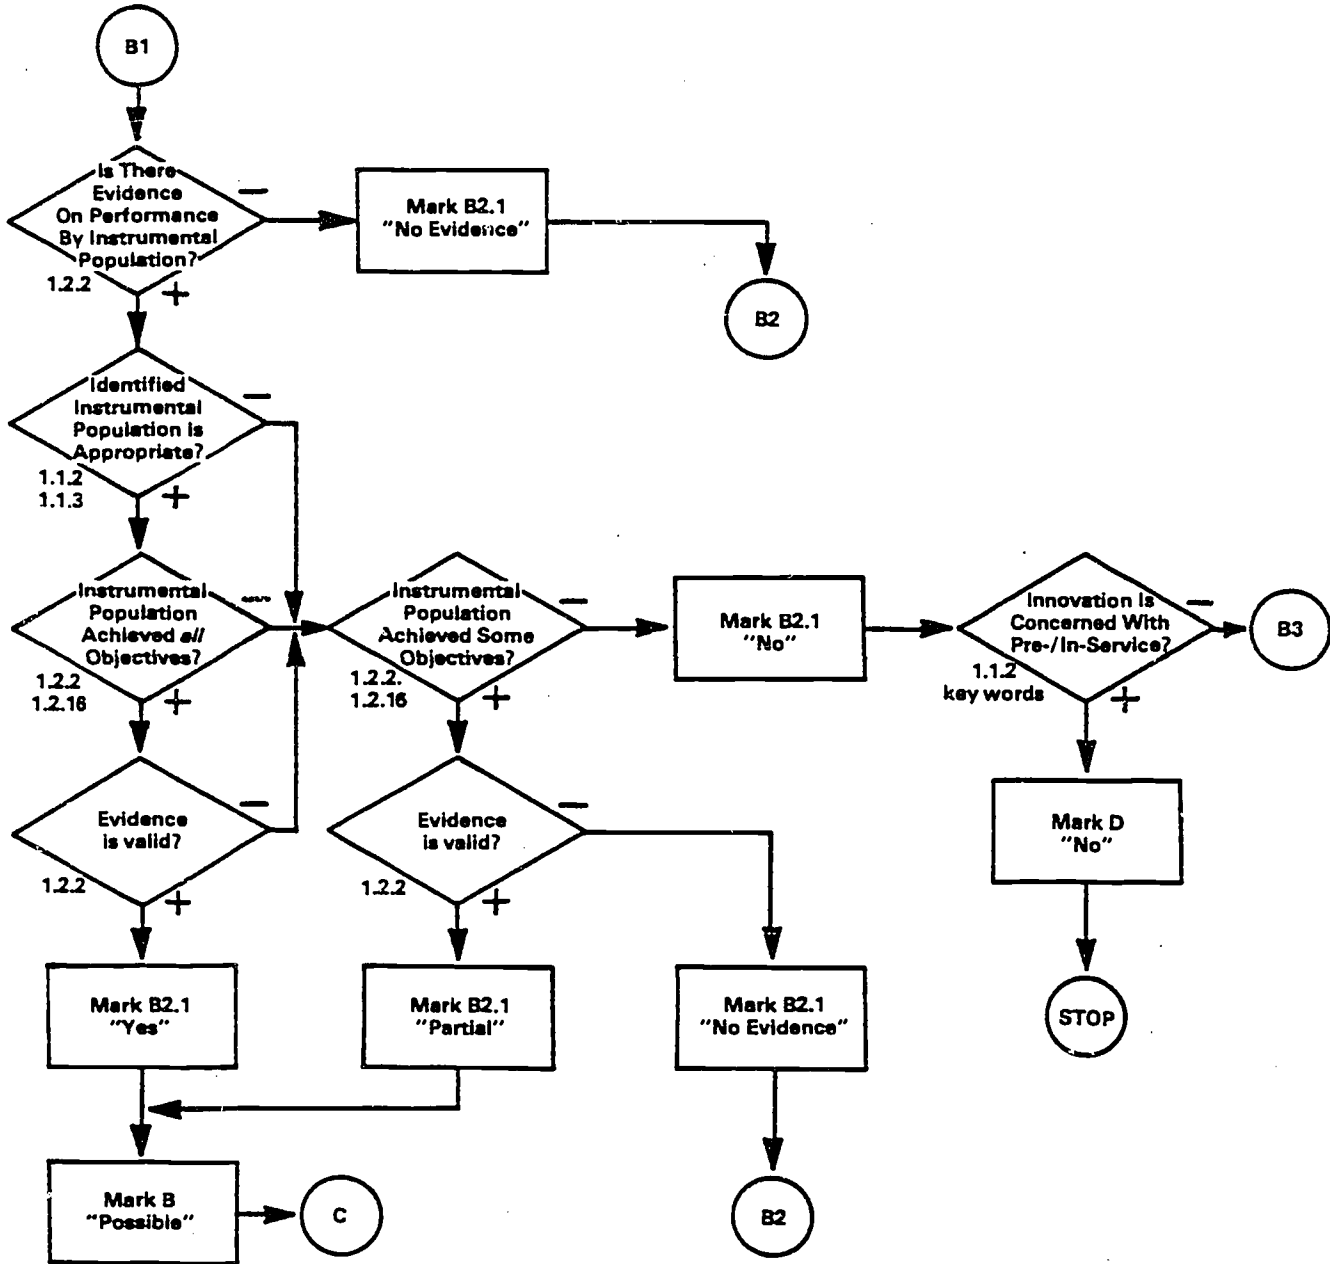 B1
Is There
Evidence
On Performance
By Instrumental
Population?
1.2.2
—
+
Mark B2.1
"No Evidence"
B2
Identified
Instrumental
Population is
Appropriate?
1.1.2
1.1.3
—
+
Instrumental
Population
Achieved all
Objectives?
1.2.2
1.2.16
—
+
Instrumental
Population
Achieved Some
Objectives?
1.2.2.
1.2.16
—
+
Mark B2.1
"No"
Innovation Is
Concerned With
Pre-/In-Service?
1.1.2
key words
—
+
B3
Evidence
is valid?
1.2.2
—
+
Evidence
is valid?
1.2.2
—
+
Mark D
"No"
Mark B2.1
"Yes"
Mark B2.1
"Partial"
Mark B2.1
"No Evidence"
STOP
Mark B
"Possible"
C
B2